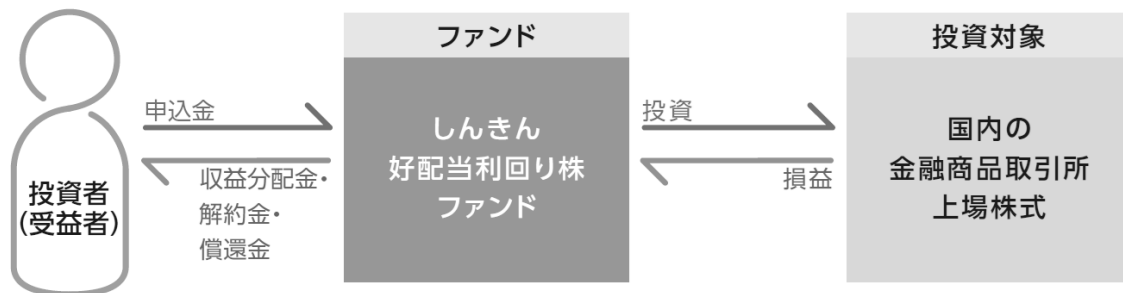 投資者
(受益者)
申込金
収益分配金・
解約金・
償還金
ファンド
しんきん
好配当利回り株
ファンド
投資
損益
投資対象
国内の
金融商品取引所
上場株式